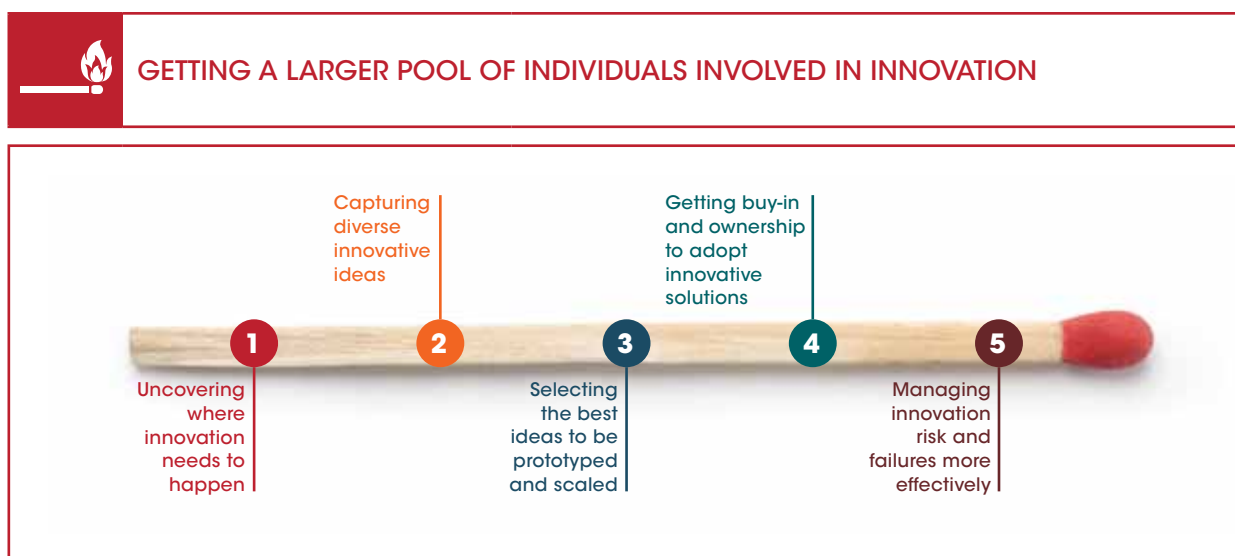 GETTING A LARGER POOL OF INDIVIDUALS INVOLVED IN INNOVATION
1
Uncovering
where
innovation
needs to
happen
2
Capturing
diverse
innovative
ideas
3
Selecting
the best
ideas to be
prototyped
and scaled
4
Getting buy-in
and ownership
to adopt
innovative
solutions
5
Managing
innovation
risk and
failures more
effectively